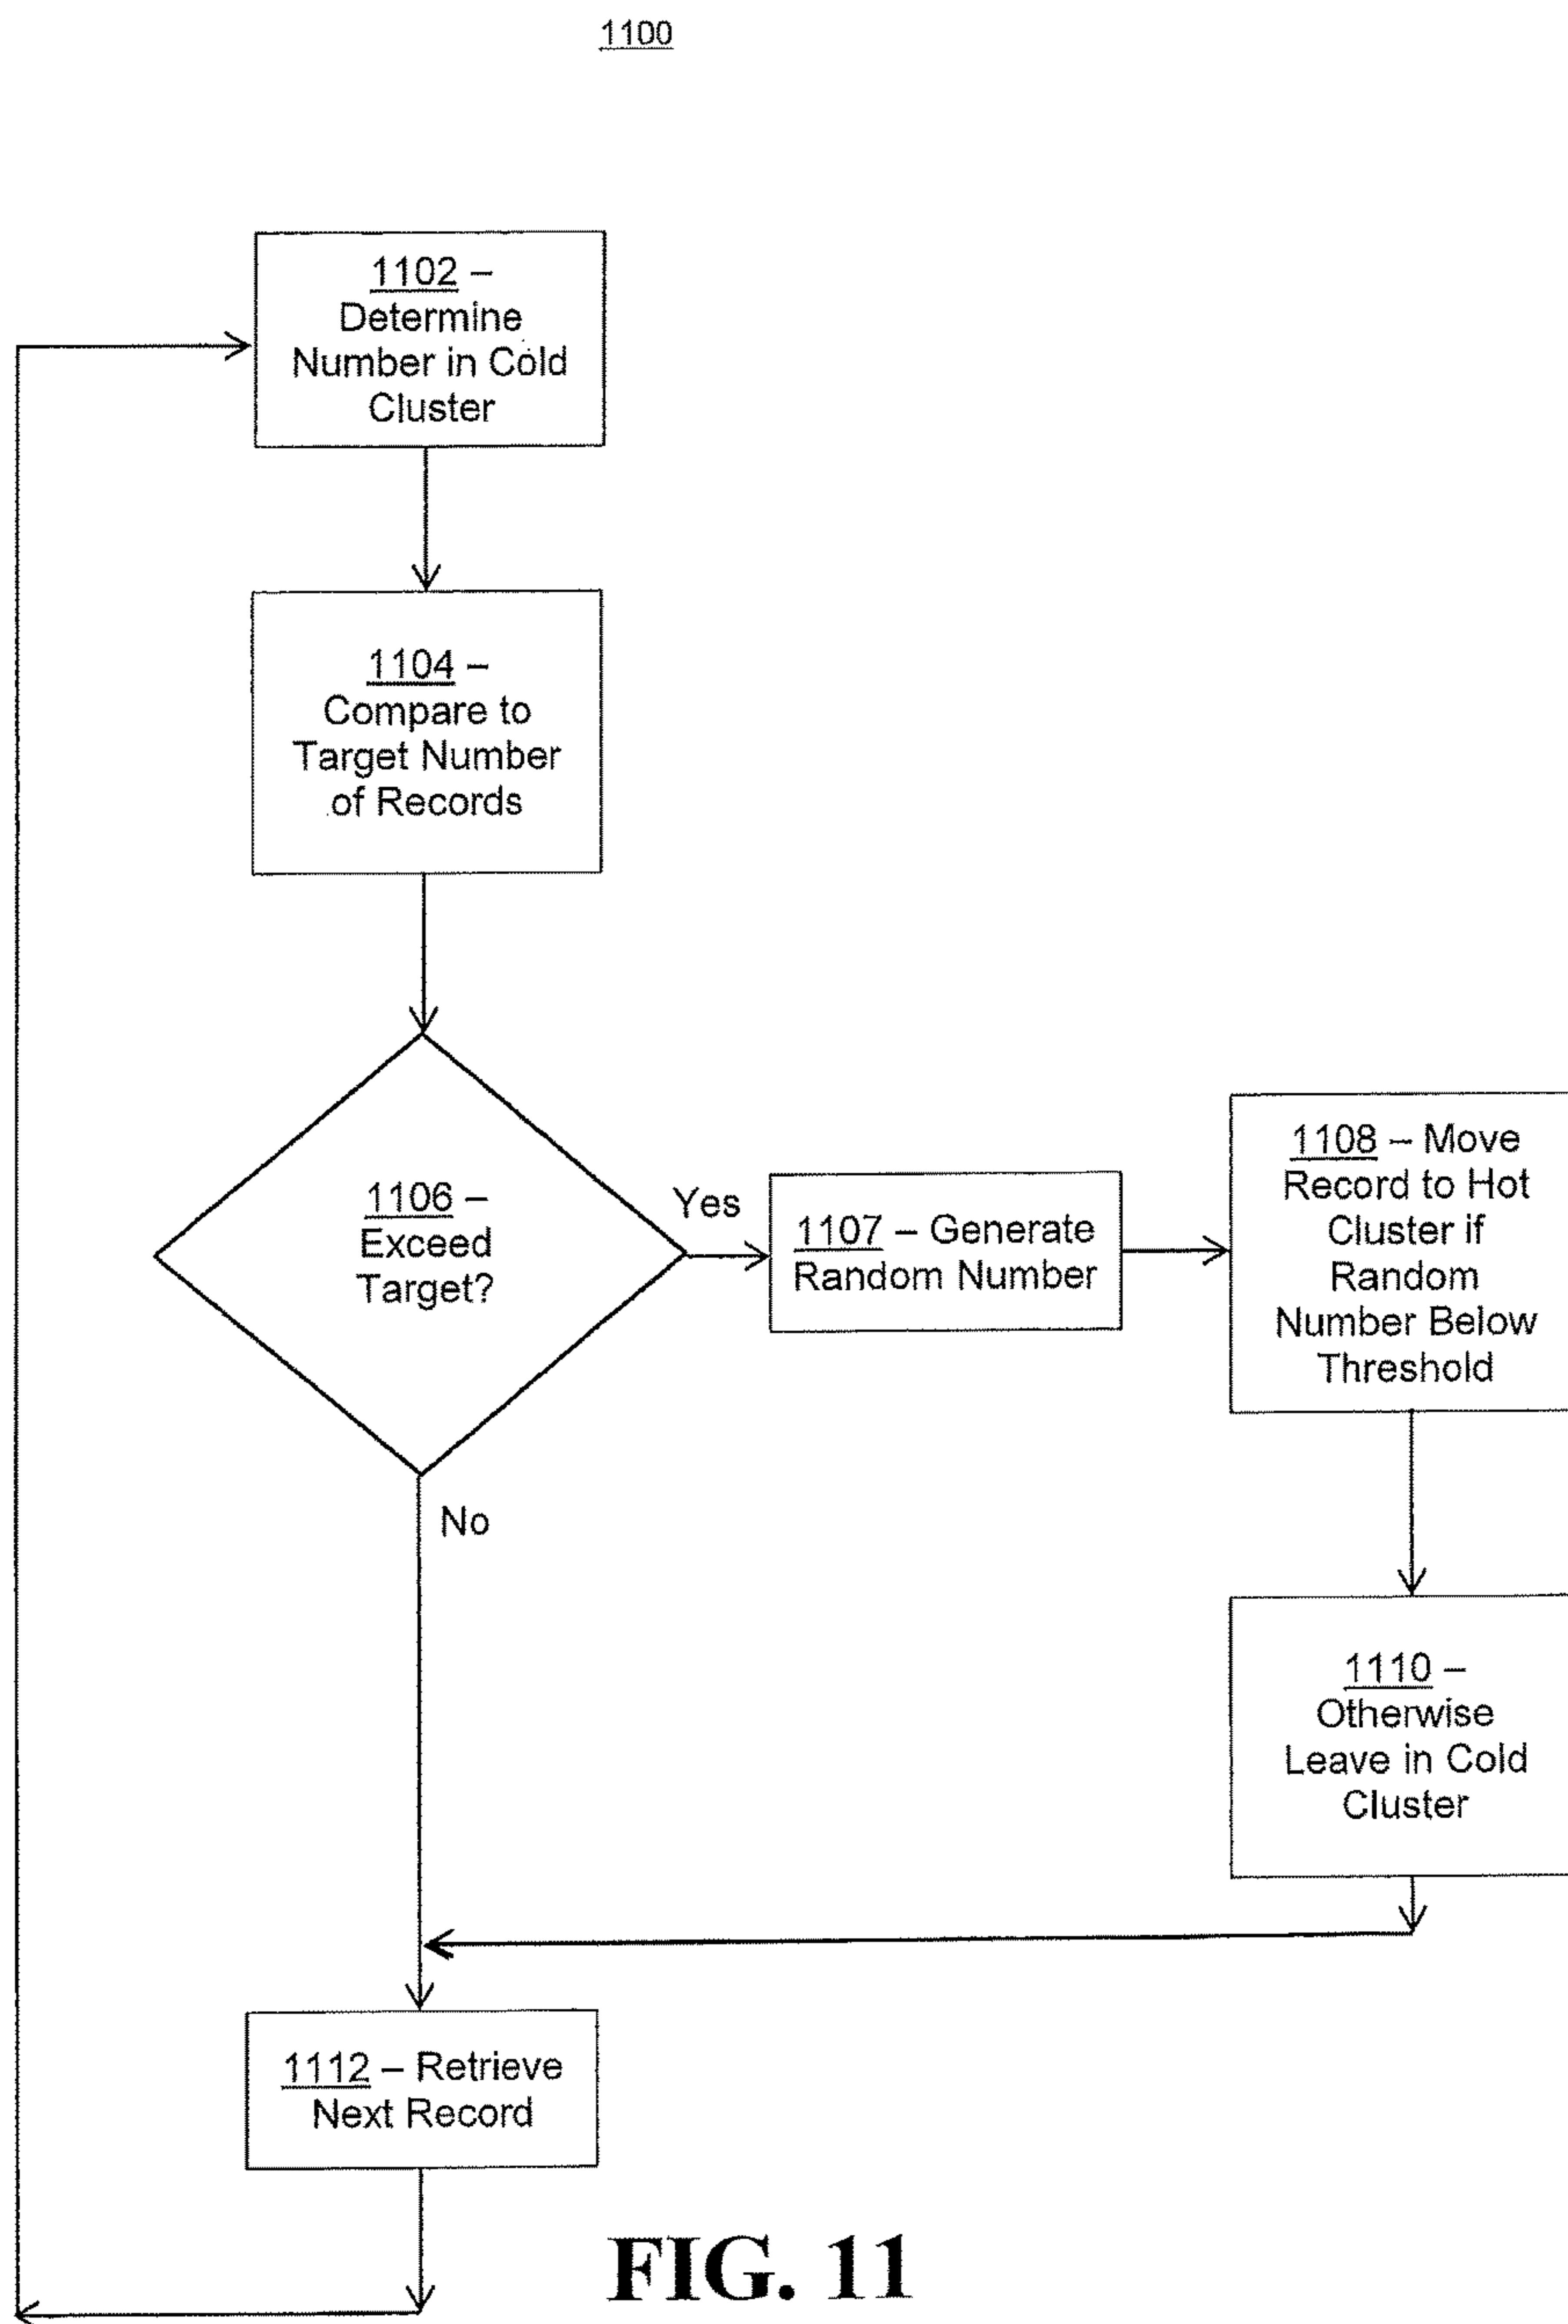 1100
1102 –
Determine
Number in Cold
Cluster
1104 –
Compare to
Target Number
of Records
1106 –
Exceed
Target?
Yes
No
1107 – Generate
Random Number
1108 – Move
Record to Hot
Cluster if
Random
Number Below
Threshold
1110 –
Otherwise
Leave in Cold
Cluster
1112 – Retrieve
Next Record
FIG. 11